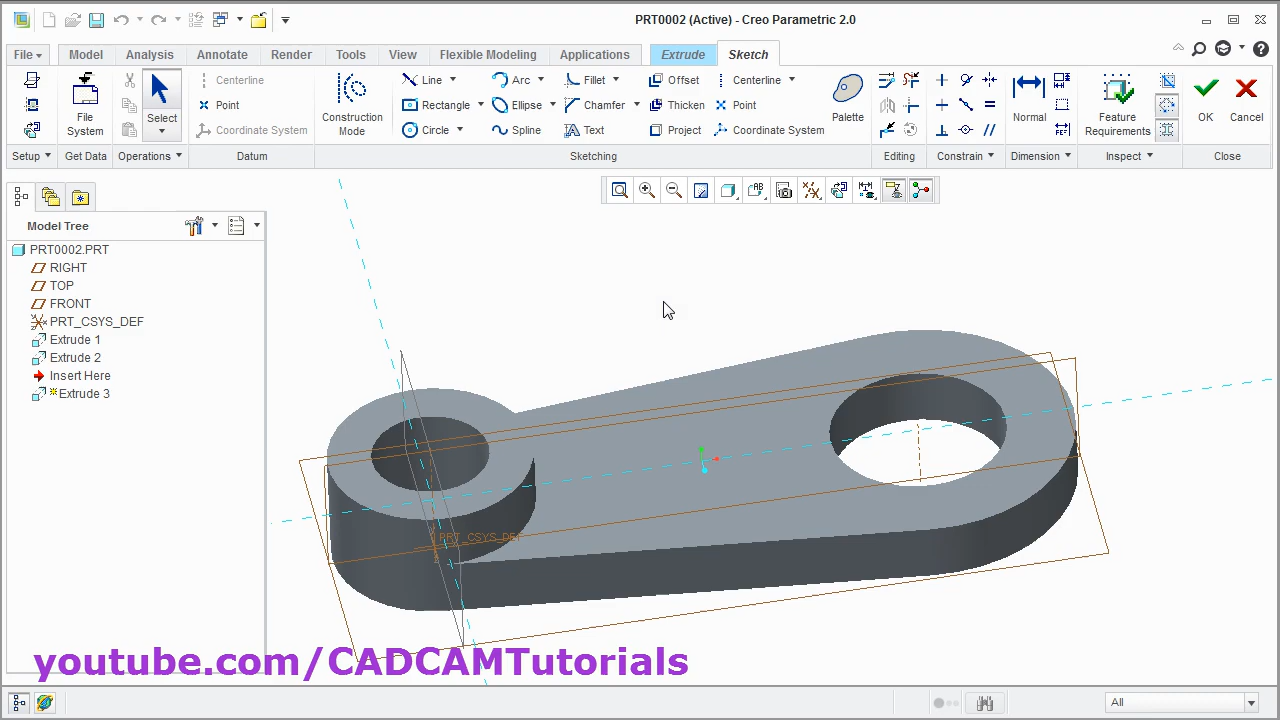 PRT0002 (Active) - Creo Parametric 2.0
File Model Analysis Annotate Render Tools View Flexible Modeling Applications Extrude Sketch
Centerline Line Arc Fillet Offset Centerline
File System Select Point Construction Mode Rectangle Ellipse Chamfer Thicken Point Palette Normal Feature Requirements OK Cancel
Coordinate System Circle Spline Text Project Coordinate System
Setup Get Data Operations Datum Sketching Editing Constrain Dimension Inspect Close
Model Tree
PRT0002.PRT
RIGHT
TOP
FRONT
PRT_CSYS_DEF
Extrude 1
Extrude 2
Insert Here
Extrude 3
PRT_CSYS_DEF
youtube.com/CADCAMTutorials
All